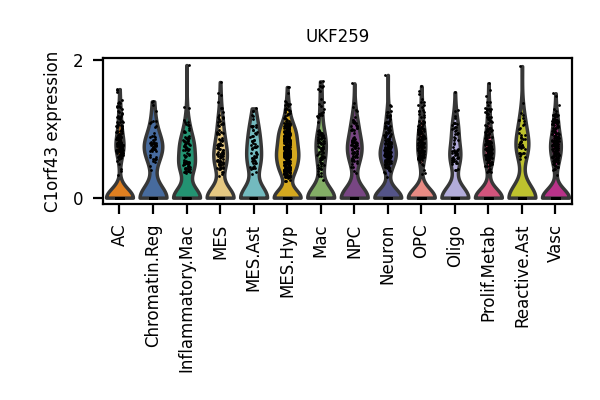 UKF259
C1orf43 expression
2
0
AC
Chromatin.Reg
Inflammatory.Mac
MES
MES.Ast
MES.Hyp
Mac
NPC
Neuron
OPC
Oligo
Prolif.Metab
Reactive.Ast
Vasc